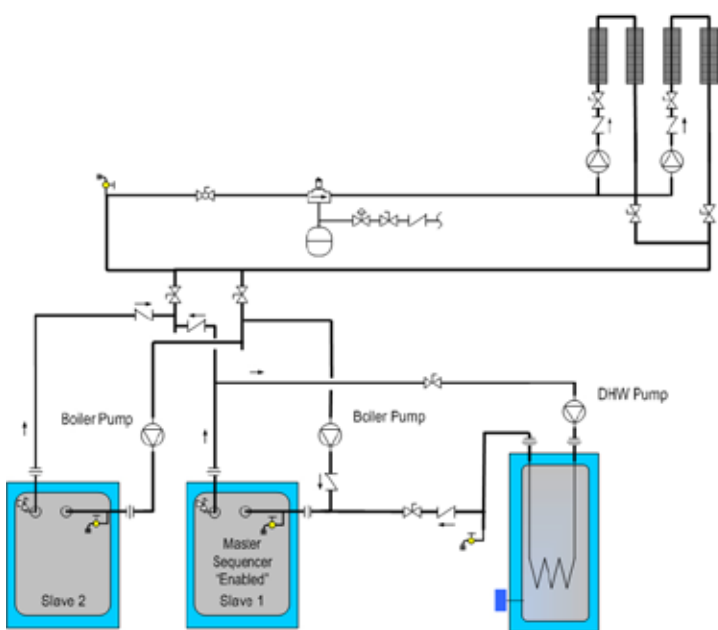 DHW Pump
Boiler Pump
Boiler Pump
Master
Sequencer
"Enabled"
Slave 2
Slave 1